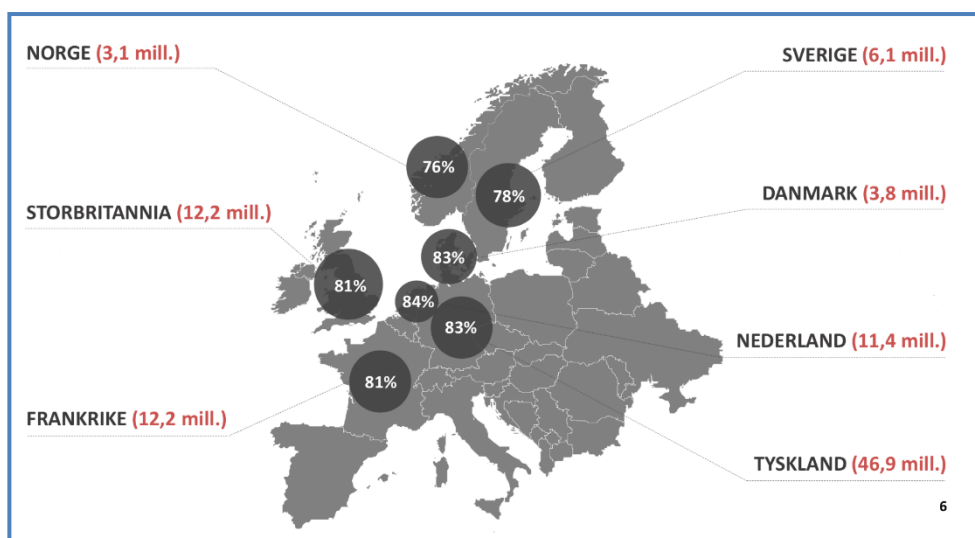 NORGE (3,1 mill.)
SVERIGE (6,1 mill.)
76%
78%
STORBRITANNIA (12,2 mill.)
DANMARK (3,8 mill.)
83%
81%
84%
83%
NEDERLAND (11,4 mill.)
81%
FRANKRIKE (12,2 mill.)
TYSKLAND (46,9 mill.)
6